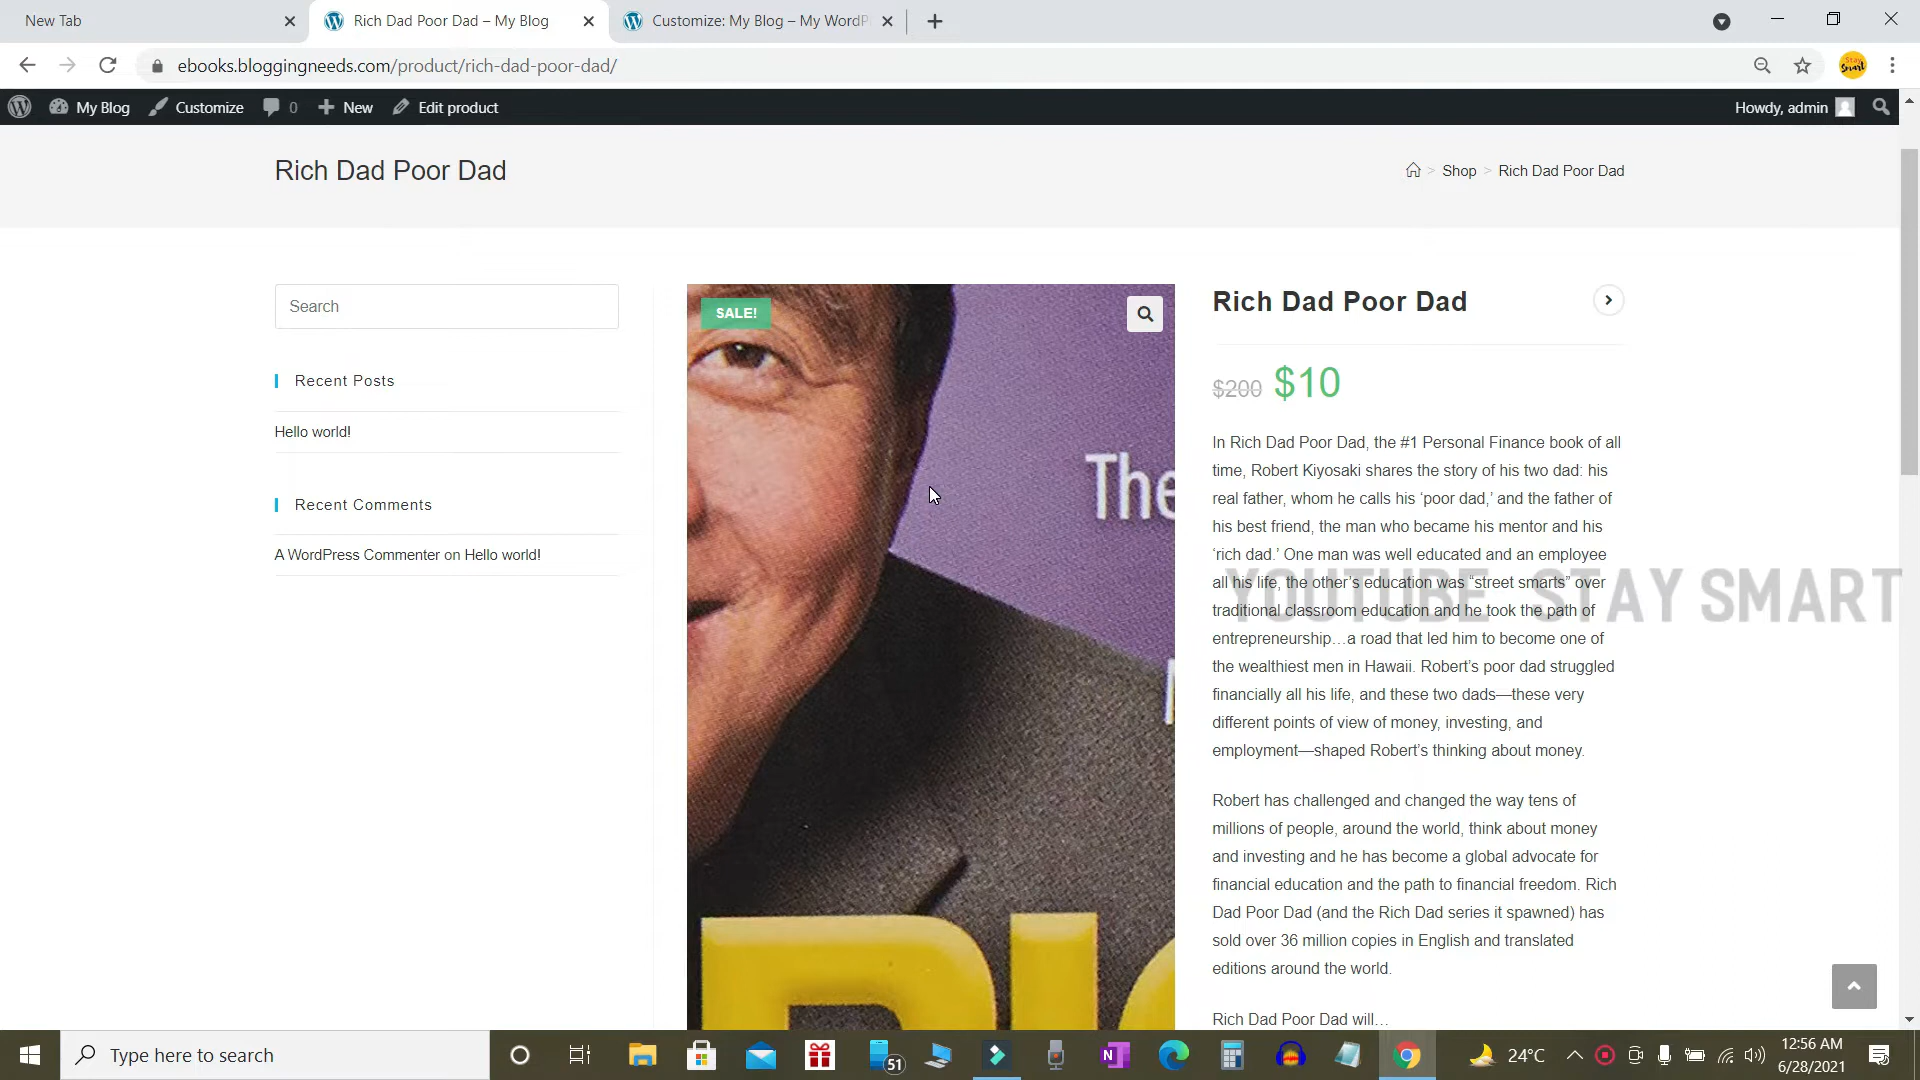 New Tab
Rich Dad Poor Dad – My Blog
Customize: My Blog – My WordP
ebooks.bloggingneeds.com/product/rich-dad-poor-dad/
My Blog
Customize
0
New
Edit product
Howdy, admin
Rich Dad Poor Dad
> Shop > Rich Dad Poor Dad
Search
Recent Posts
Hello world!
Recent Comments
A WordPress Commenter on Hello world!
SALE!
The
Rich Dad Poor Dad
$200 $10
In Rich Dad Poor Dad, the #1 Personal Finance book of all
time, Robert Kiyosaki shares the story of his two dad: his
real father, whom he calls his ‘poor dad,’ and the father of
his best friend, the man who became his mentor and his
‘rich dad.’ One man was well educated and an employee
all his life, the other’s education was “street smarts” over
traditional classroom education and he took the path of
entrepreneurship…a road that led him to become one of
the wealthiest men in Hawaii. Robert’s poor dad struggled
financially all his life, and these two dads—these very
different points of view of money, investing, and
employment—shaped Robert’s thinking about money.
YOUTUBE STAY SMART
Robert has challenged and changed the way tens of
millions of people, around the world, think about money
and investing and he has become a global advocate for
financial education and the path to financial freedom. Rich
Dad Poor Dad (and the Rich Dad series it spawned) has
sold over 36 million copies in English and translated
editions around the world.
Rich Dad Poor Dad will…
Type here to search
51
24°C
12:56 AM
6/28/2021